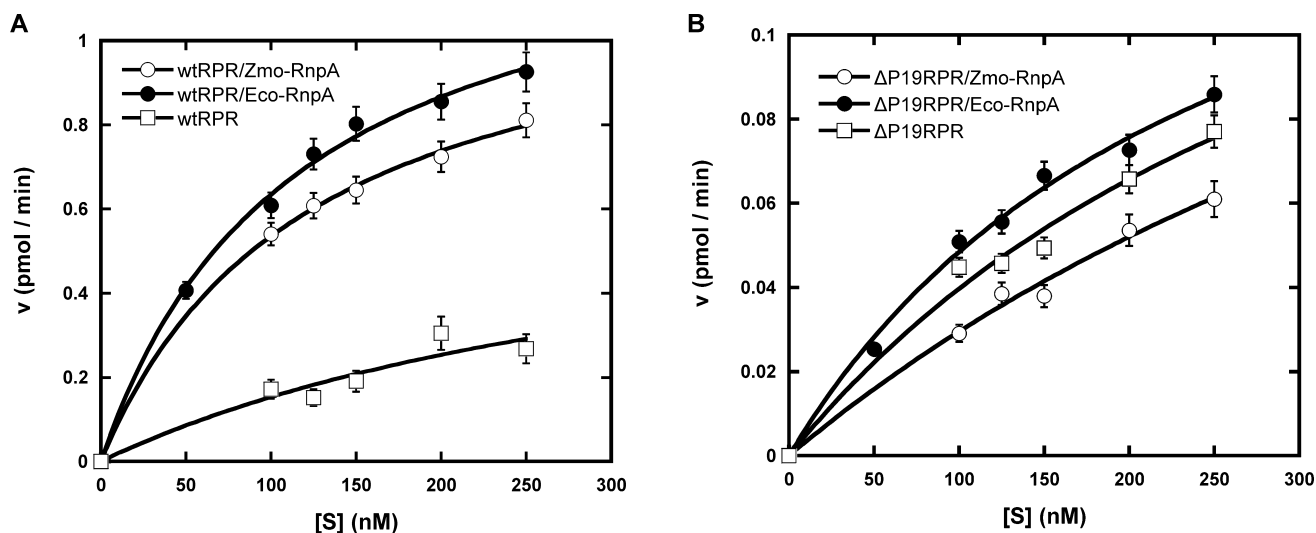 A
1
0.8
0.6
0.4
0.2
0
0
50
100
150
200
250
300
v (pmol / min)
[S] (nM)
wtRPR/Zmo-RnpA
wtRPR/Eco-RnpA
wtRPR
B
0.1
0.08
0.06
0.04
0.02
0
0
50
100
150
200
250
300
v (pmol / min)
[S] (nM)
ΔP19RPR/Zmo-RnpA
ΔP19RPR/Eco-RnpA
ΔP19RPR